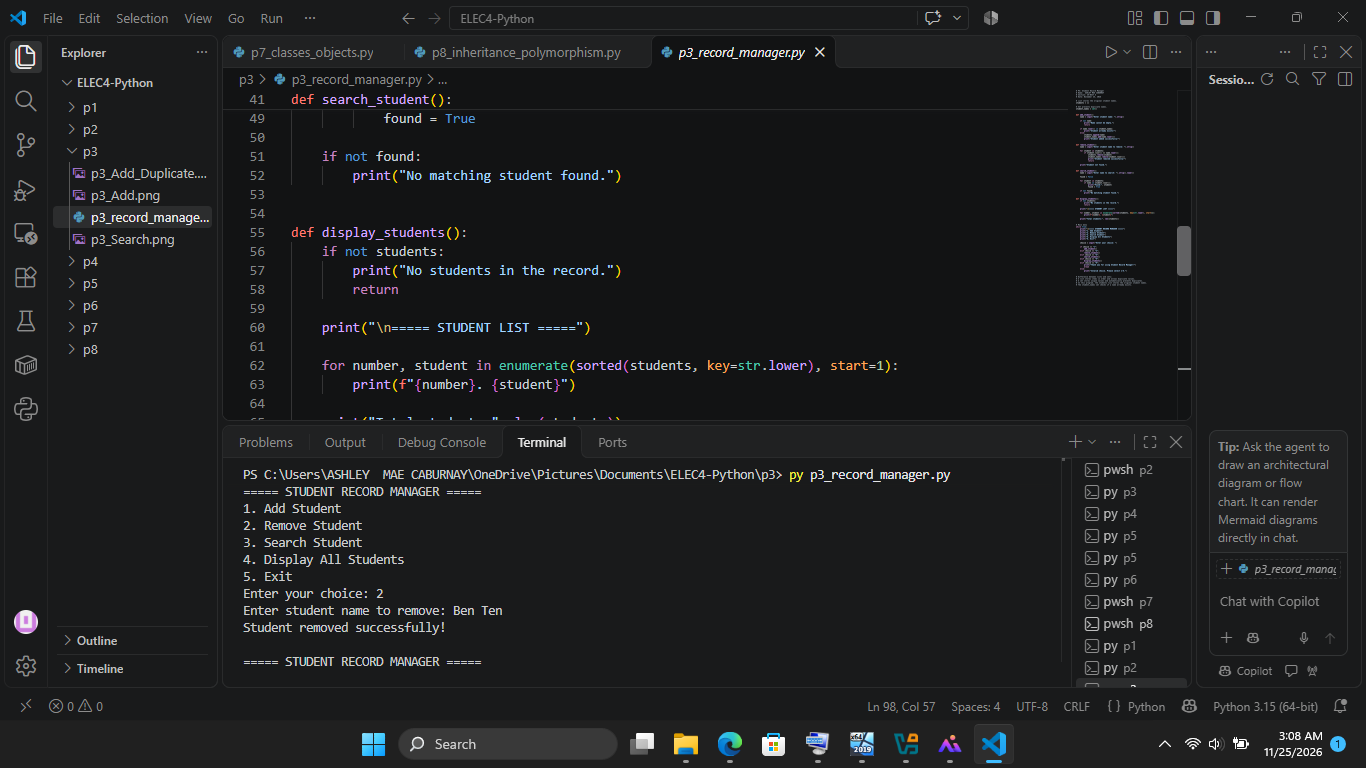 File Edit Selection View Go Run ···
ELEC4-Python
Explorer ···
ELEC4-Python
p1
p2
p3
p3_Add_Duplicate....
p3_Add.png
p3_record_manage...
p3_Search.png
p4
p5
p6
p7
p8
Outline
Timeline
p7_classes_objects.py p8_inheritance_polymorphism.py p3_record_manager.py
p3 > p3_record_manager.py > ...
41 def search_student():
49 found = True
50
51 if not found:
52 print("No matching student found.")
53
54
55 def display_students():
56 if not students:
57 print("No students in the record.")
58 return
59
60 print("\n===== STUDENT LIST =====")
61
62 for number, student in enumerate(sorted(students, key=str.lower), start=1):
63 print(f"{number}. {student}")
64
Problems Output Debug Console Terminal Ports
PS C:\Users\ASHLEY  MAE CABURNAY\OneDrive\Pictures\Documents\ELEC4-Python\p3> py p3_record_manager.py
===== STUDENT RECORD MANAGER =====
1. Add Student
2. Remove Student
3. Search Student
4. Display All Students
5. Exit
Enter your choice: 2
Enter student name to remove: Ben Ten
Student removed successfully!
===== STUDENT RECORD MANAGER =====
pwsh p2
py p3
py p4
py p5
py p5
py p6
pwsh p7
pwsh p8
py p1
py p2
Sessio...
Tip: Ask the agent to
draw an architectural
diagram or flow
chart. It can render
Mermaid diagrams
directly in chat.
p3_record_manag
Chat with Copilot
Copilot
0 0
Ln 98, Col 57 Spaces: 4 UTF-8 CRLF { } Python Python 3.15 (64-bit)
Search
x64
2019
3:08 AM
11/25/2026
1